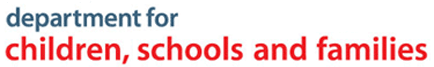 department for
children, schools and families